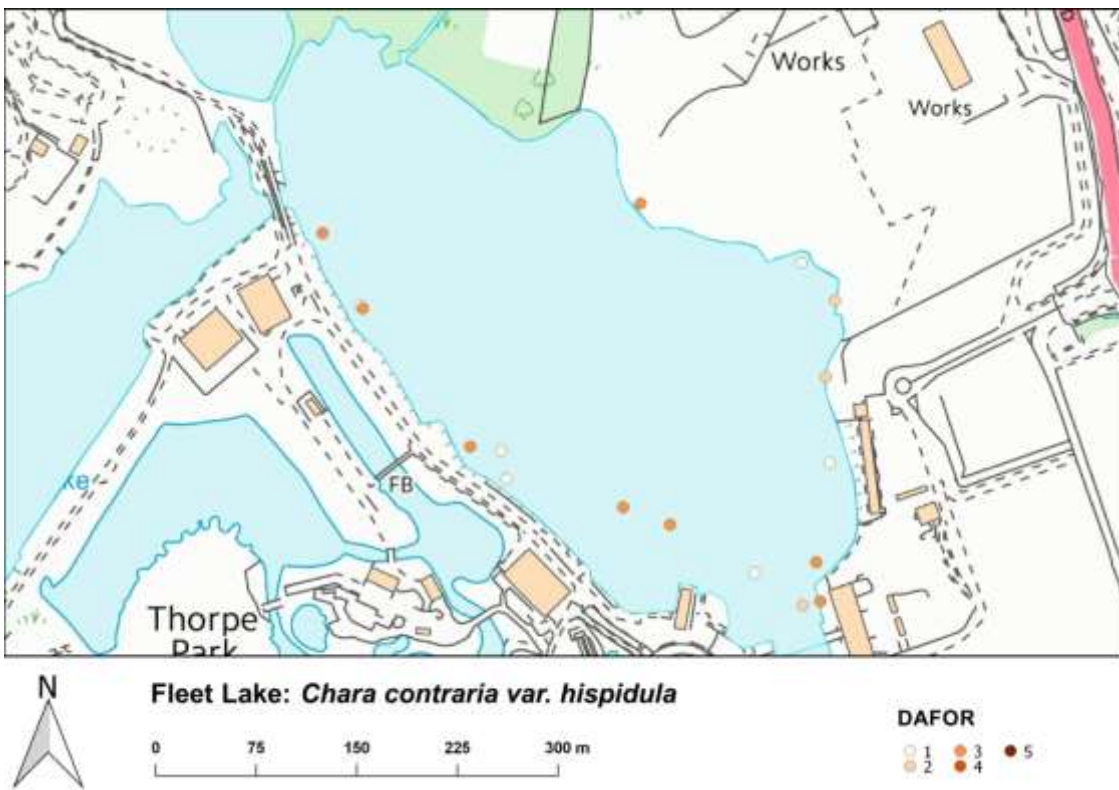 Works
Works
FB
Thorpe
Park
N
Fleet Lake: Chara contraria var. hispidula
0 75 150 225 300 m
DAFOR
1 3 5
2 4